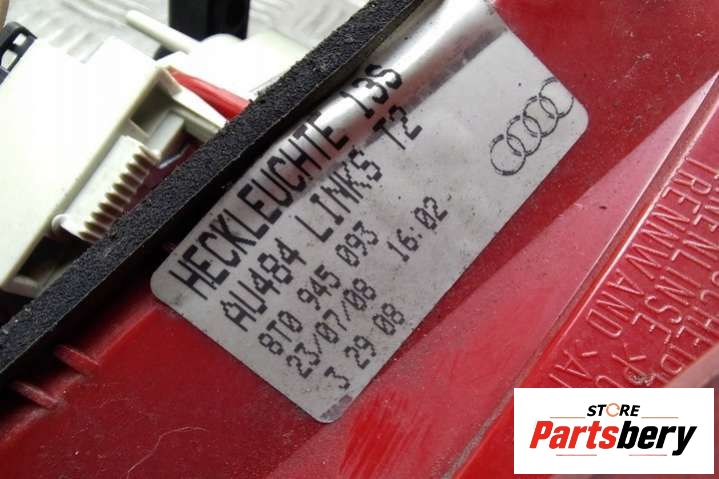 HECKLEUCHTE 13S
AU484 LINKS T2
8T0 945 093
23/07/08 16:02
3 29:08
TRENNWAND
STORE
Partsbery